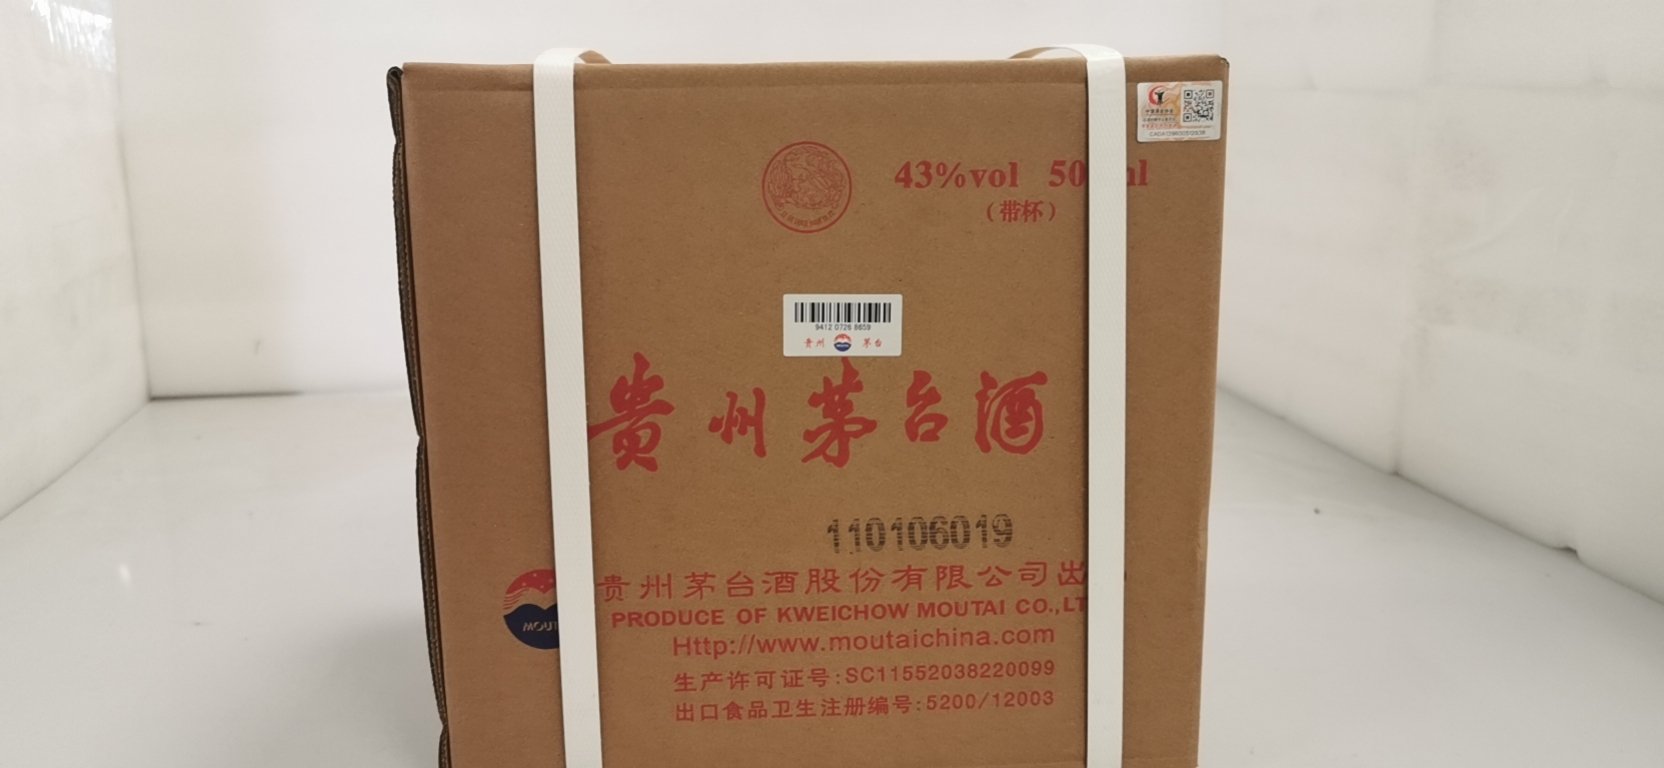 43%vol 50 ml
（带杯）
9412 0726 8659
贵州 茅台
贵州茅台酒
110106019
贵州茅台酒股份有限公司出
PRODUCE OF KWEICHOW MOUTAI CO.,LT
MOUT
Http://www.moutaichina.com
生产许可证号:SC11552038220099
出口食品卫生注册编号:5200/12003